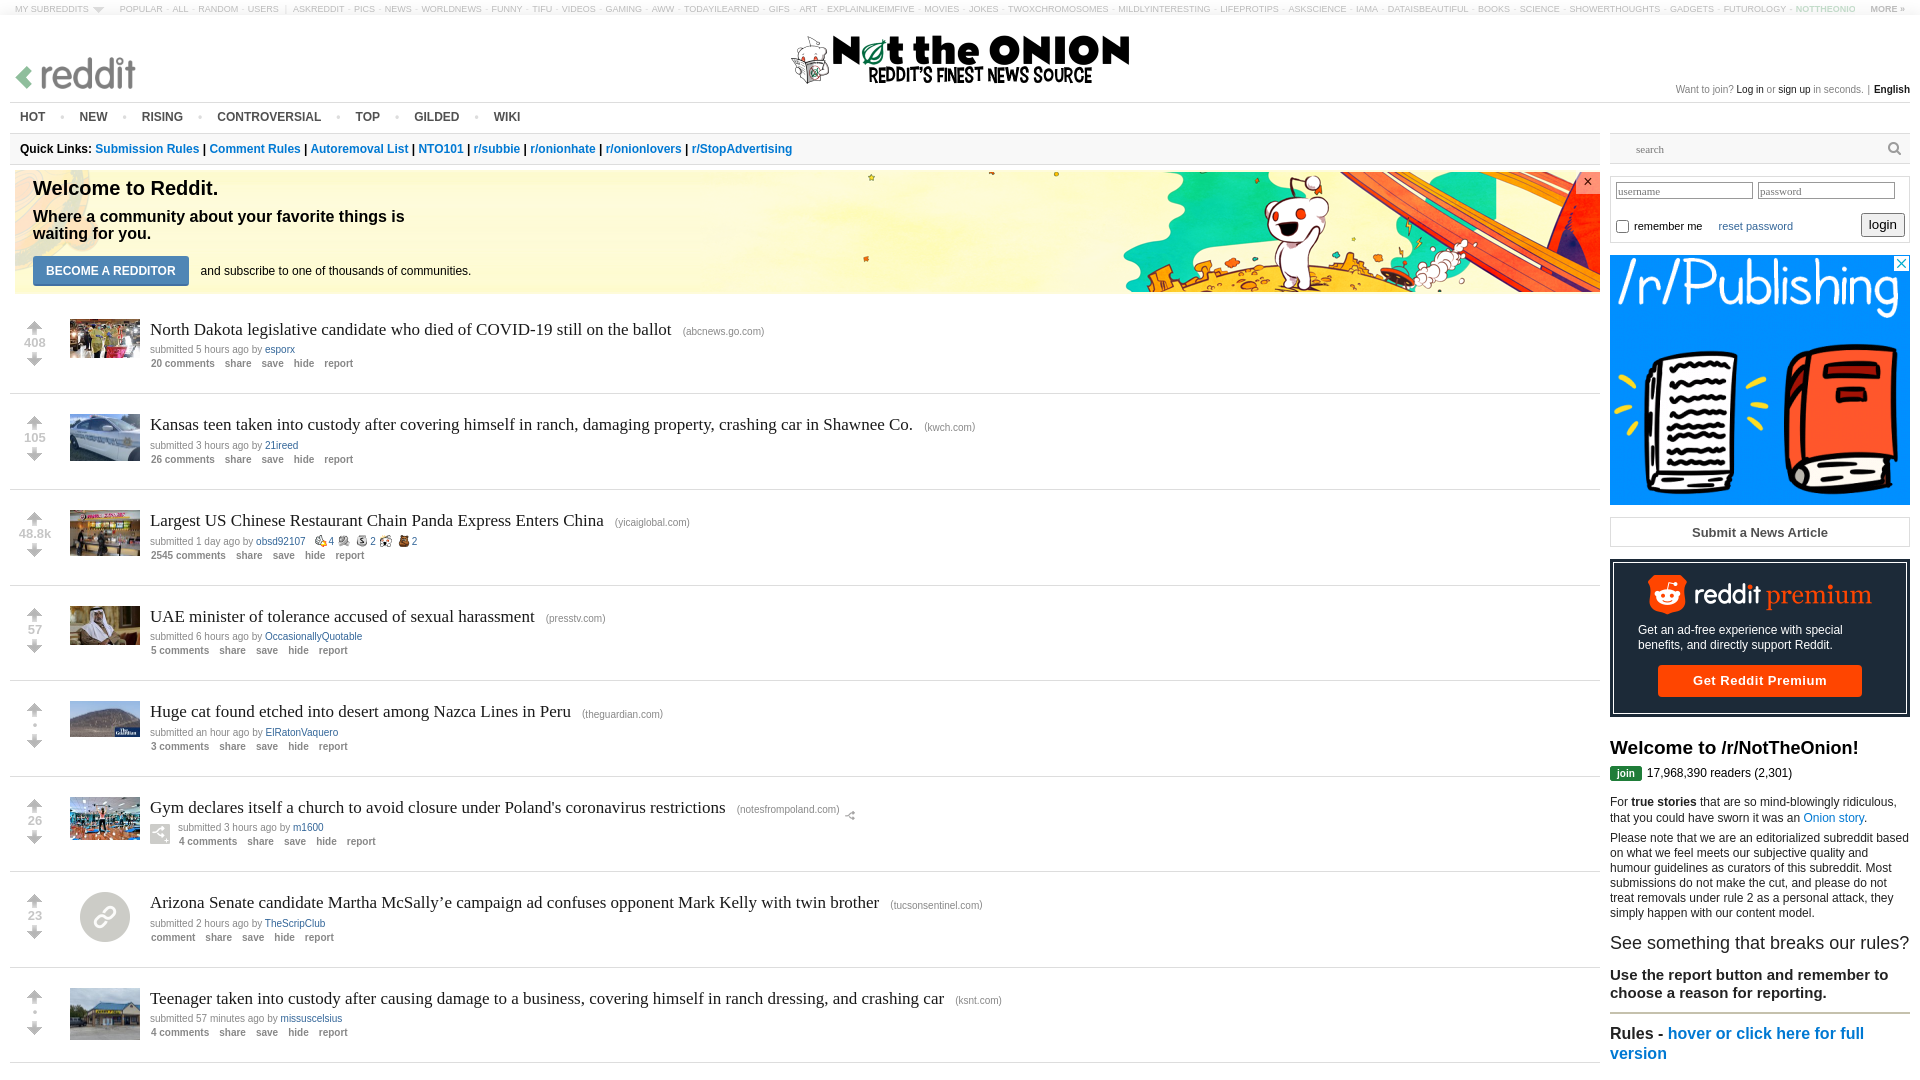 MY SUBREDDITS POPULAR - ALL - RANDOM - USERS | ASKREDDIT - PICS - NEWS - WORLDNEWS - FUNNY - TIFU - VIDEOS - GAMING - AWW - TODAYILEARNED - GIFS - ART - EXPLAINLIKEIMFIVE - MOVIES - JOKES - TWOXCHROMOSOMES - MILDLYINTERESTING - LIFEPROTIPS - ASKSCIENCE - IAMA - DATAISBEAUTIFUL - BOOKS - SCIENCE - SHOWERTHOUGHTS - GADGETS - FUTUROLOGY - NOTTHEONIO MORE »
reddit
Not the ONION
REDDIT'S FINEST NEWS SOURCE
Want to join? Log in or sign up in seconds. | English
HOT • NEW • RISING • CONTROVERSIAL • TOP • GILDED • WIKI
Quick Links: Submission Rules | Comment Rules | Autoremoval List | NTO101 | r/subbie | r/onionhate | r/onionlovers | r/StopAdvertising
Welcome to Reddit.
Where a community about your favorite things is
waiting for you.
BECOME A REDDITOR and subscribe to one of thousands of communities.
×
408
North Dakota legislative candidate who died of COVID-19 still on the ballot (abcnews.go.com)
submitted 5 hours ago by esporx
20 comments share save hide report
105
Kansas teen taken into custody after covering himself in ranch, damaging property, crashing car in Shawnee Co. (kwch.com)
submitted 3 hours ago by 21ireed
26 comments share save hide report
48.8k
Largest US Chinese Restaurant Chain Panda Express Enters China (yicaiglobal.com)
submitted 1 day ago by obsd92107 4 2 2
2545 comments share save hide report
57
UAE minister of tolerance accused of sexual harassment (presstv.com)
submitted 6 hours ago by OccasionallyQuotable
5 comments share save hide report
•
Huge cat found etched into desert among Nazca Lines in Peru (theguardian.com)
submitted an hour ago by ElRatonVaquero
3 comments share save hide report
The Guardian
26
Gym declares itself a church to avoid closure under Poland's coronavirus restrictions (notesfrompoland.com)
submitted 3 hours ago by m1600
4 comments share save hide report
23
Arizona Senate candidate Martha McSally’e campaign ad confuses opponent Mark Kelly with twin brother (tucsonsentinel.com)
submitted 2 hours ago by TheScripClub
comment share save hide report
•
Teenager taken into custody after causing damage to a business, covering himself in ranch dressing, and crashing car (ksnt.com)
submitted 57 minutes ago by missuscelsius
4 comments share save hide report
search
username password
remember me reset password login
/r/Publishing
Submit a News Article
reddit premium
Get an ad-free experience with special
benefits, and directly support Reddit.
Get Reddit Premium
Welcome to /r/NotTheOnion!
join 17,968,390 readers (2,301)
For true stories that are so mind-blowingly ridiculous,
that you could have sworn it was an Onion story.
Please note that we are an editorialized subreddit based
on what we feel meets our subjective quality and
humour guidelines as curators of this subreddit. Most
submissions do not make the cut, and please do not
treat removals under rule 2 as a personal attack, they
simply happen with our content model.
See something that breaks our rules?
Use the report button and remember to
choose a reason for reporting.
Rules - hover or click here for full
version